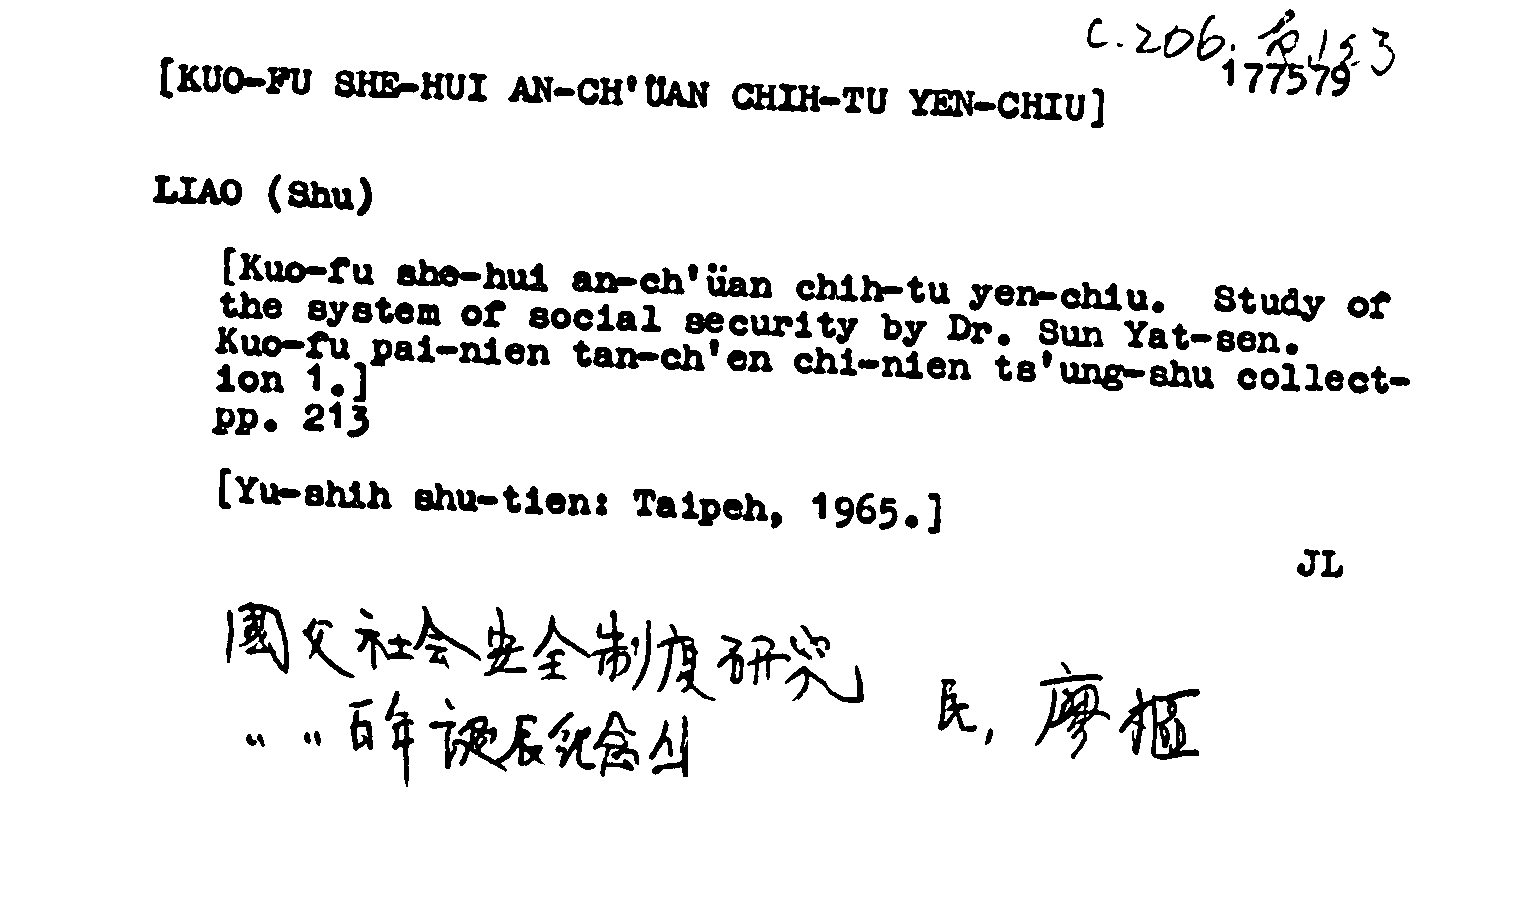 C.206.
177579
[KUO-FU SHE-HUI AN-CH'ÜAN CHIH-TU YEN-CHIU]
LIAO (Shu)
[Kuo-fu she-hui an-ch'üan chih-tu yen-chiu. Study of
the system of social security by Dr. Sun Yat-sen.
Kuo-fu pai-nien tan-ch'en chi-nien ts'ung-shu collect-
ion 1.]
pp. 213
[Yu-shih shu-tien: Taipeh, 1965.]
JL
國父社会安全制度研究 民, 廖樞
〃 〃 百年誕辰紀念丛